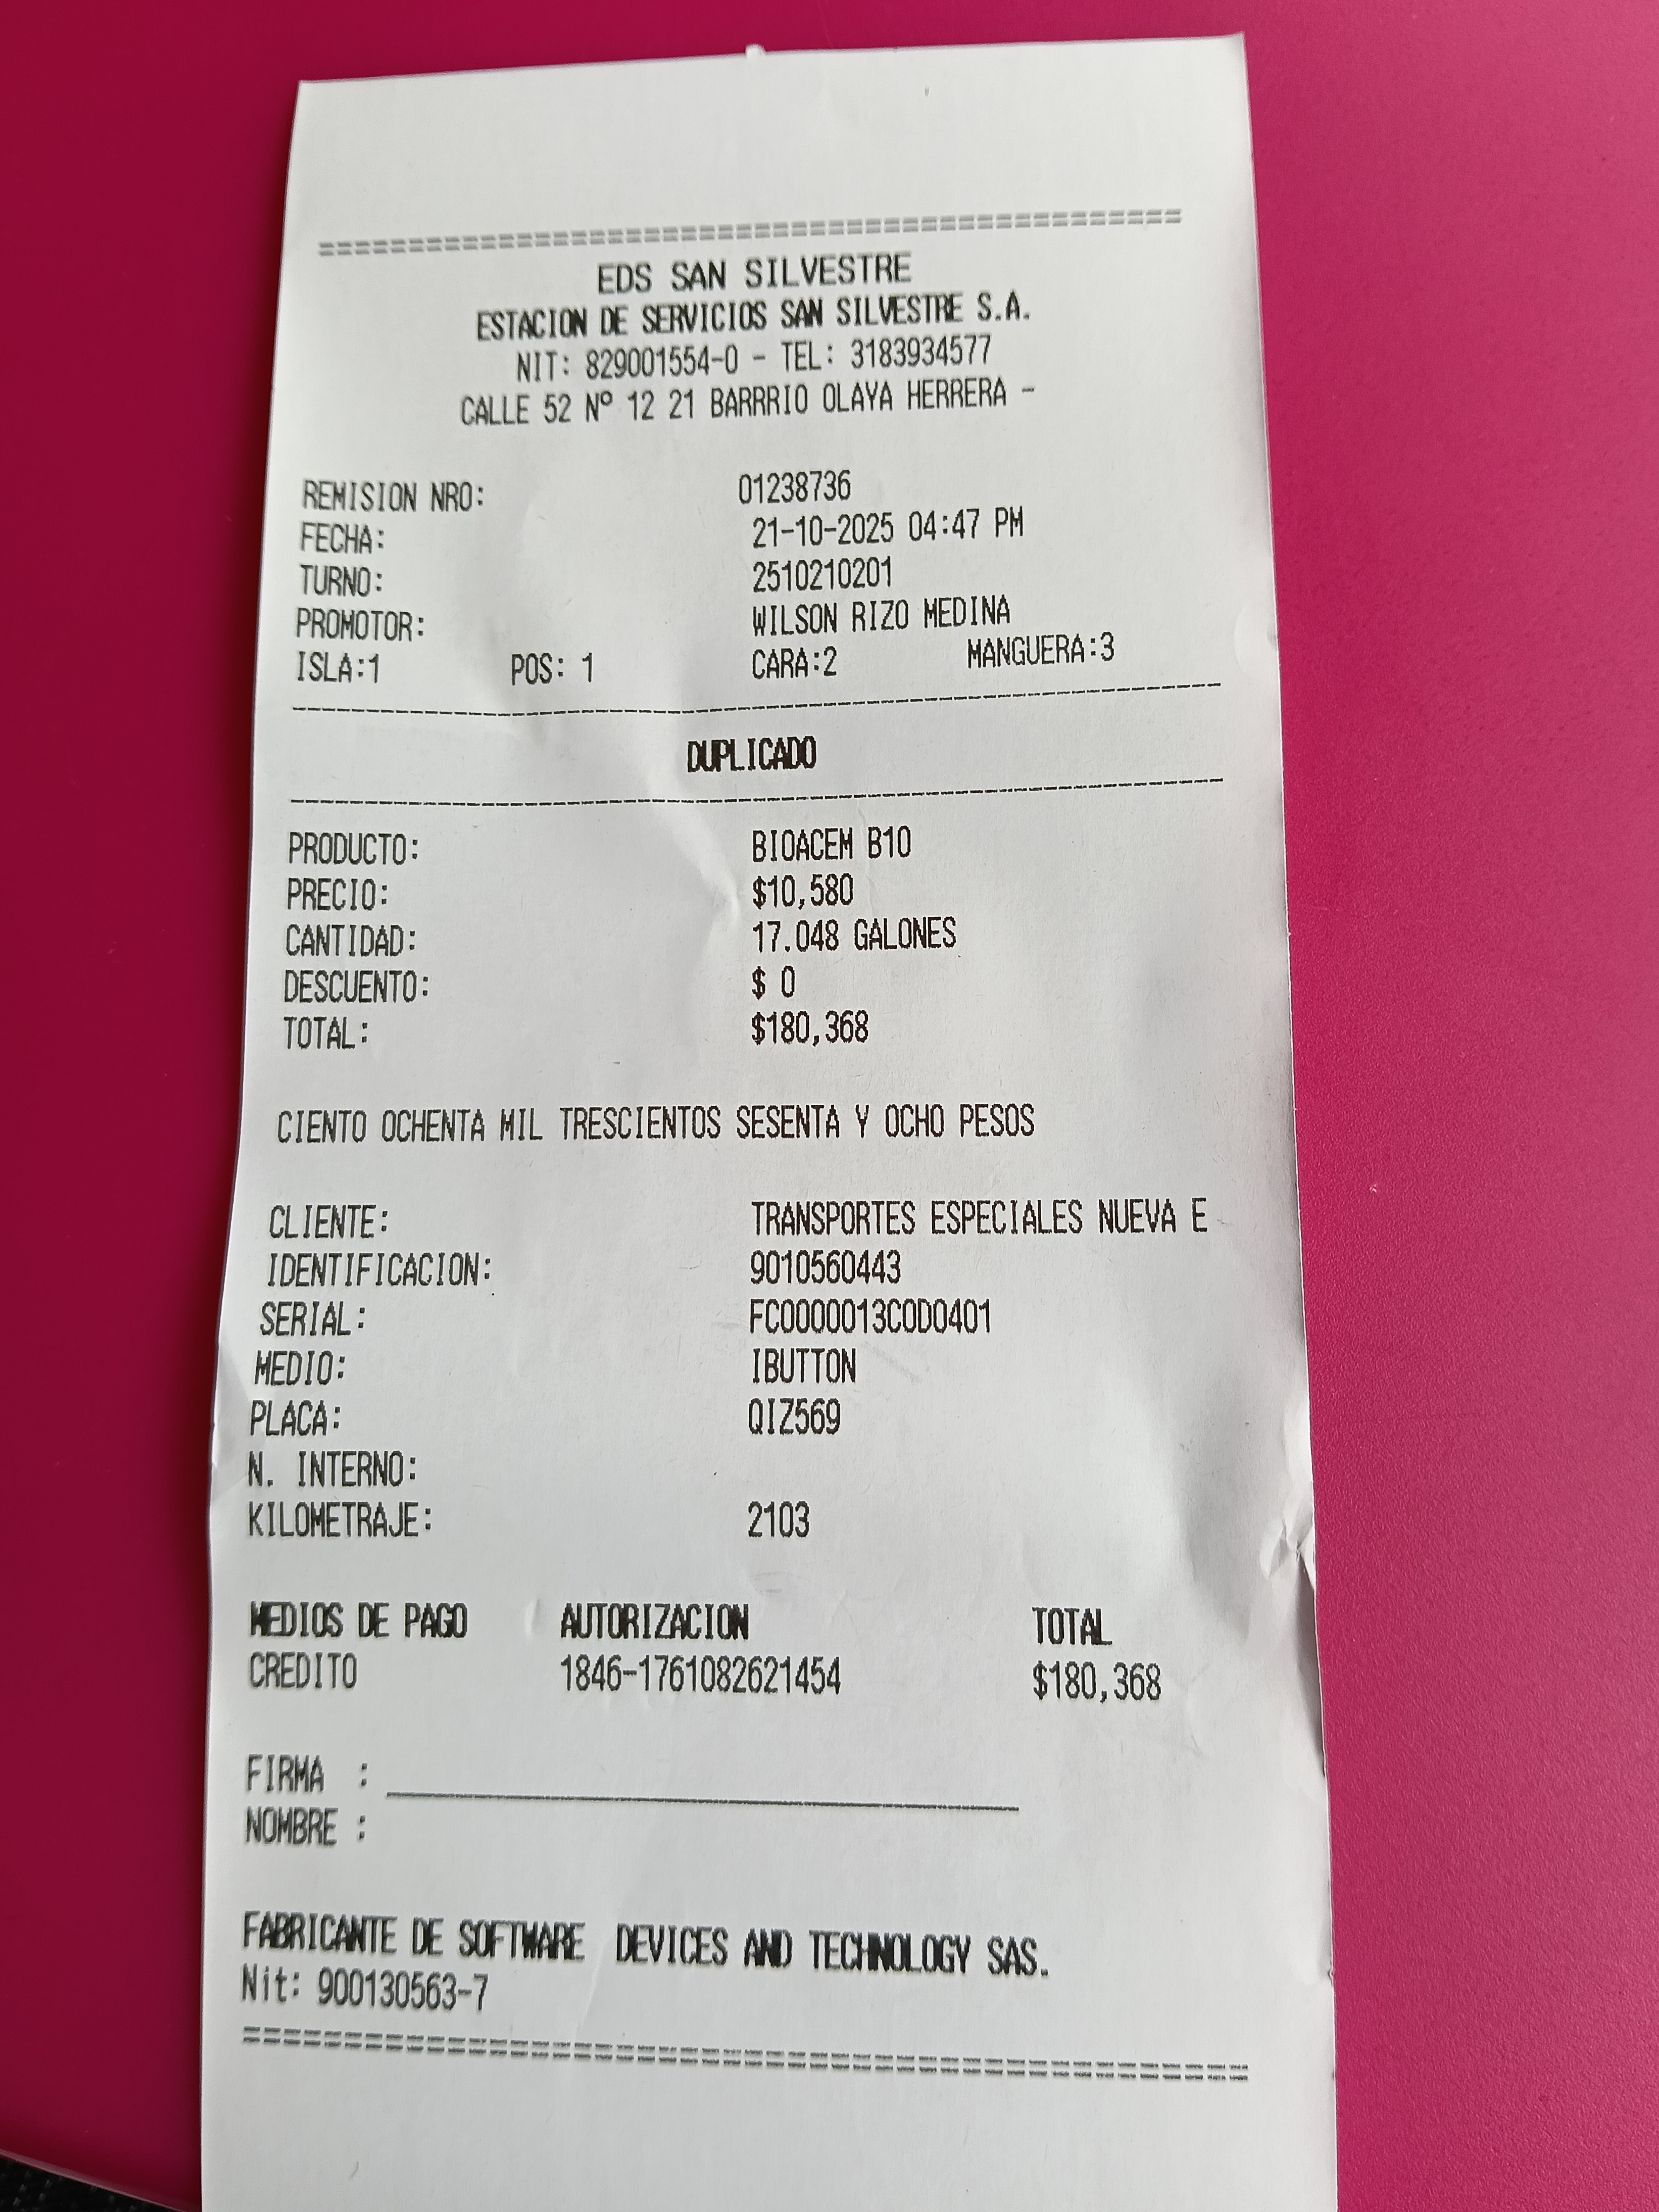 ================================================
EDS SAN SILVESTRE
ESTACION DE SERVICIOS SAN SILVESTRE S.A.
NIT: 829001554-0 - TEL: 3183934577
CALLE 52 Nº 12 21 BARRRIO OLAYA HERRERA -
REMISION NRO: 01238736
FECHA: 21-10-2025 04:47 PM
TURNO: 2510210201
PROMOTOR: WILSON RIZO MEDINA
ISLA:1 POS: 1 CARA:2 MANGUERA:3
DUPLICADO
PRODUCTO: BIOACEM B10
PRECIO: $10,580
CANTIDAD: 17.048 GALONES
DESCUENTO: $ 0
TOTAL: $180,368
CIENTO OCHENTA MIL TRESCIENTOS SESENTA Y OCHO PESOS
CLIENTE: TRANSPORTES ESPECIALES NUEVA E
IDENTIFICACION: 9010560443
SERIAL: FC0000013C0D0401
MEDIO: IBUTTON
PLACA: QIZ569
N. INTERNO:
KILOMETRAJE: 2103
MEDIOS DE PAGO AUTORIZACION TOTAL
CREDITO 1846-1761082621454 $180,368
FIRMA : ______________________
NOMBRE :
FABRICANTE DE SOFTWARE DEVICES AND TECHNOLOGY SAS.
Nit: 900130563-7
================================================